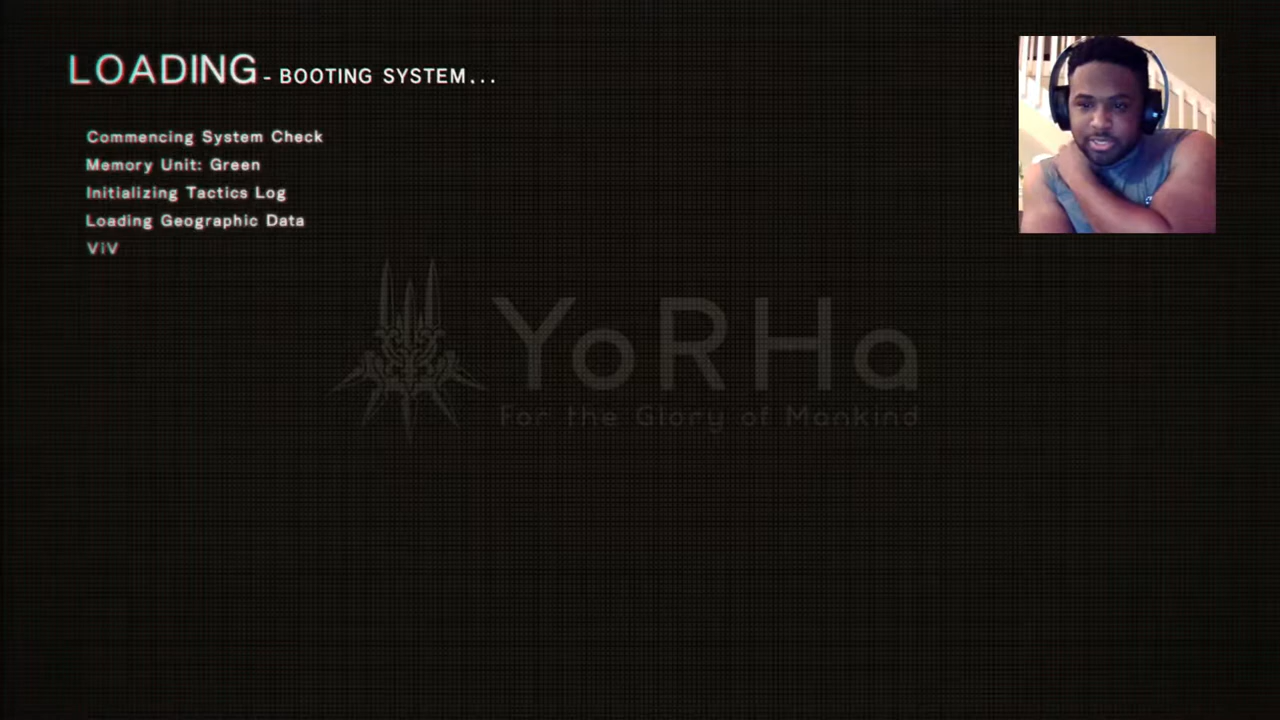 LOADING - BOOTING SYSTEM...
Commencing System Check
Memory Unit: Green
Initializing Tactics Log
Loading Geographic Data
ViV
YoRHa
For the Glory of Mankind